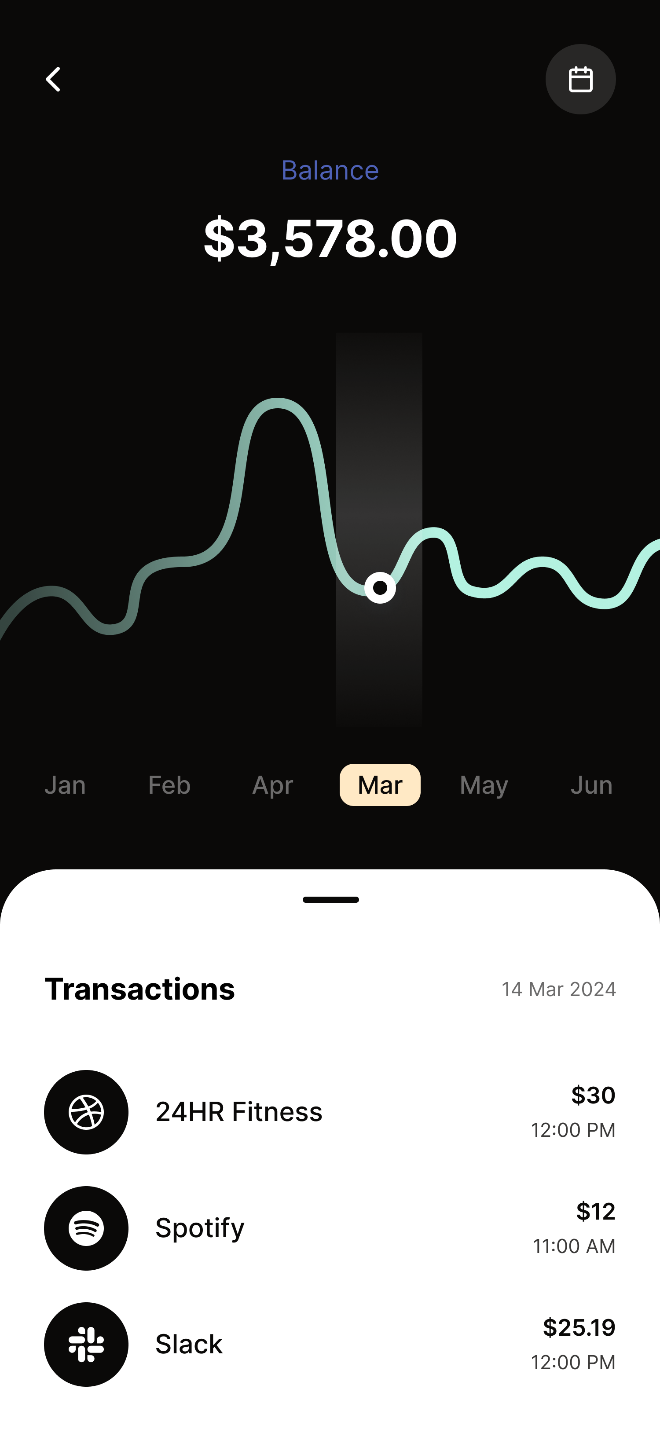 Balance
$3,578.00
Jan Feb Apr Mar May Jun
Transactions 14 Mar 2024
24HR Fitness $30
12:00 PM
Spotify $12
11:00 AM
Slack $25.19
12:00 PM